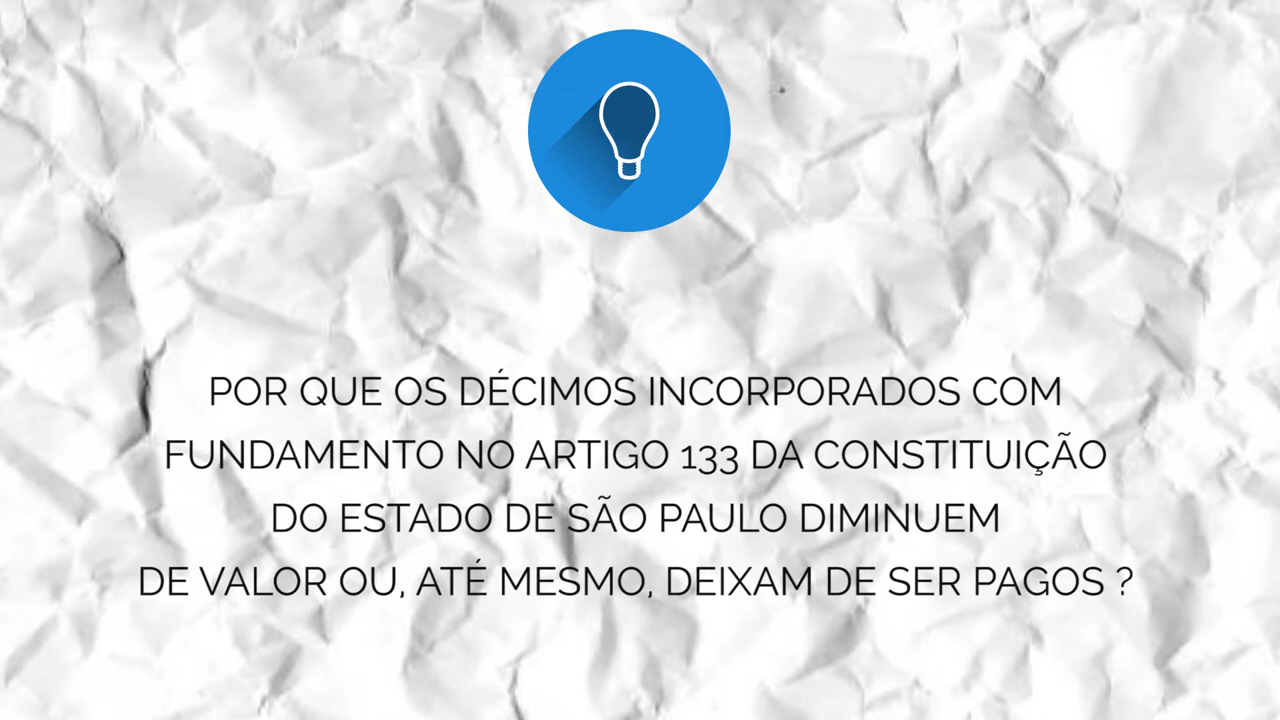 POR QUE OS DÉCIMOS INCORPORADOS COM
FUNDAMENTO NO ARTIGO 133 DA CONSTITUIÇÃO
DO ESTADO DE SÃO PAULO DIMINUEM
DE VALOR OU, ATÉ MESMO, DEIXAM DE SER PAGOS ?